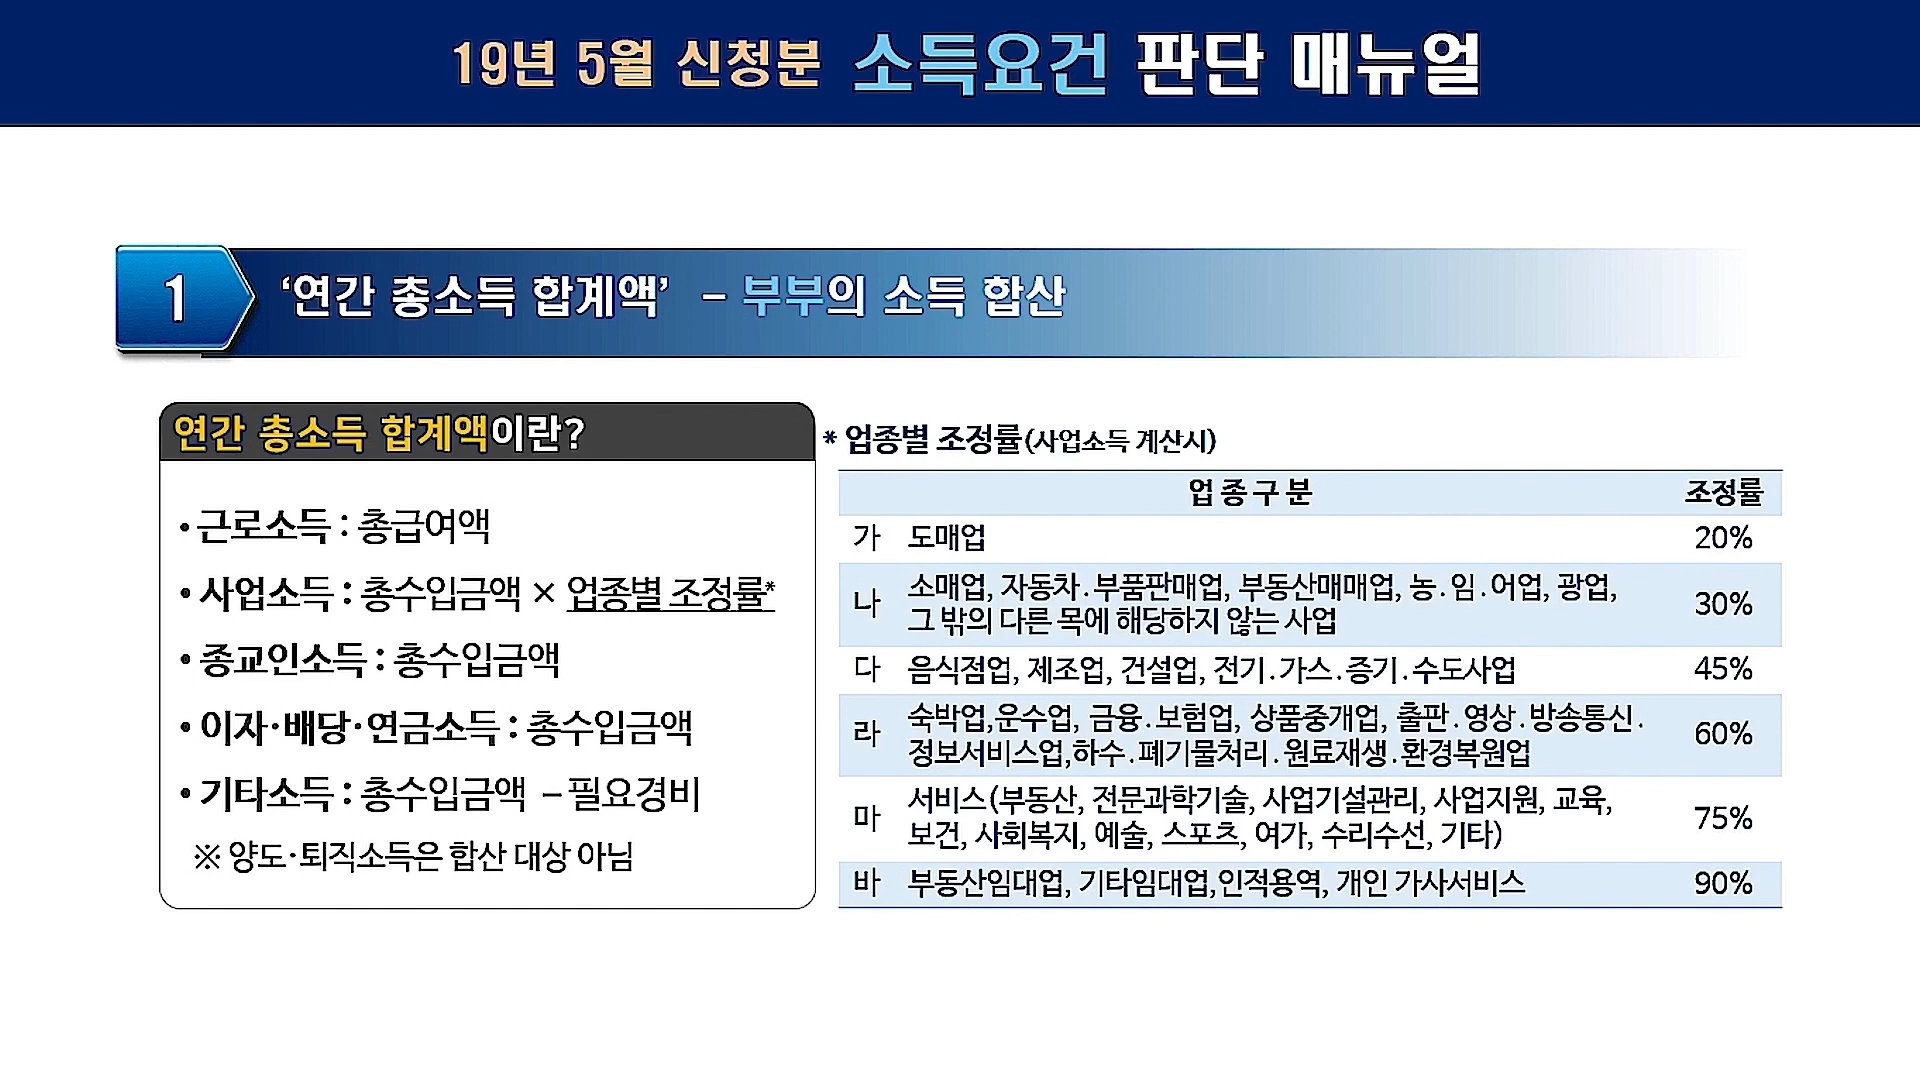 19년 5월 신청분 소득요건 판단 매뉴얼
1
‘연간 총소득 합계액’ - 부부의 소득 합산
연간 총소득 합계액이란?
• 근로소득 : 총급여액
• 사업소득 : 총수입금액 × 업종별 조정률*
• 종교인소득 : 총수입금액
• 이자·배당·연금소득 : 총수입금액
• 기타소득 : 총수입금액 – 필요경비
※ 양도·퇴직소득은 합산 대상 아님
* 업종별 조정률(사업소득 계산시)
업 종 구 분 조정률
가 도매업 20%
나 소매업, 자동차.부품판매업, 부동산매매업, 농.임.어업, 광업,
그 밖의 다른 목에 해당하지 않는 사업 30%
다 음식점업, 제조업, 건설업, 전기.가스.증기.수도사업 45%
라 숙박업,운수업, 금융.보험업, 상품중개업, 출판.영상.방송통신.
정보서비스업,하수.폐기물처리.원료재생.환경복원업 60%
마 서비스(부동산, 전문과학기술, 사업기설관리, 사업지원, 교육,
보건, 사회복지, 예술, 스포츠, 여가, 수리수선, 기타) 75%
바 부동산임대업, 기타임대업,인적용역, 개인 가사서비스 90%